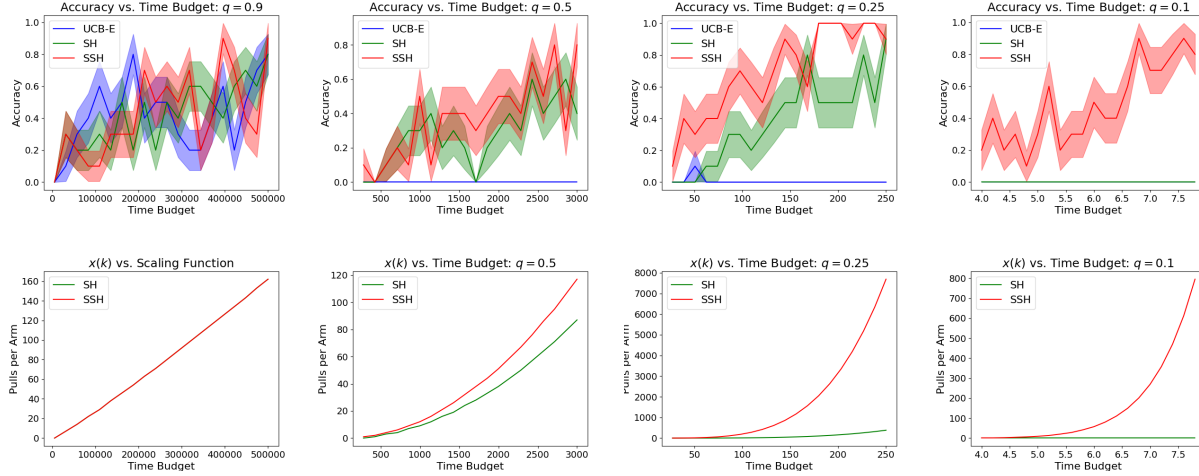 Accuracy vs. Time Budget: q = 0.9
1.0
0.8
0.6
0.4
0.2
0.0
Accuracy
UCB-E
SH
SSH
0 100000 200000 300000 400000 500000
Time Budget
Accuracy vs. Time Budget: q = 0.5
0.8
0.6
0.4
0.2
0.0
Accuracy
UCB-E
SH
SSH
500 1000 1500 2000 2500 3000
Time Budget
Accuracy vs. Time Budget: q = 0.25
1.0
0.8
0.6
0.4
0.2
0.0
Accuracy
UCB-E
SH
SSH
50 100 150 200 250
Time Budget
Accuracy vs. Time Budget: q = 0.1
1.0
0.8
0.6
0.4
0.2
0.0
Accuracy
UCB-E
SH
SSH
4.0 4.5 5.0 5.5 6.0 6.5 7.0 7.5
Time Budget
x(k) vs. Scaling Function
160
140
120
100
80
60
40
20
0
Pulls per Arm
SH
SSH
0 100000 200000 300000 400000 500000
Time Budget
x(k) vs. Time Budget: q = 0.5
120
100
80
60
40
20
0
Pulls per Arm
SH
SSH
500 1000 1500 2000 2500 3000
Time Budget
x(k) vs. Time Budget: q = 0.25
8000
7000
6000
5000
4000
3000
2000
1000
0
Pulls per Arm
SH
SSH
50 100 150 200 250
Time Budget
x(k) vs. Time Budget: q = 0.1
800
700
600
500
400
300
200
100
0
Pulls per Arm
SH
SSH
4.0 4.5 5.0 5.5 6.0 6.5 7.0 7.5
Time Budget